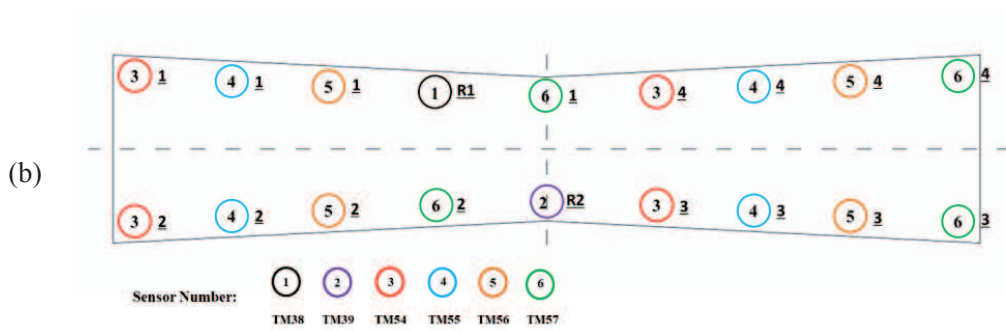 3 1 4 1 5 1 1 R1 6 1 3 4 4 4 5 4 6 4
(b)
3 2 4 2 5 2 6 2 2 R2 3 3 4 3 5 3 6 3
Sensor Number: 1 2 3 4 5 6
TM38 TM39 TM54 TM55 TM56 TM57